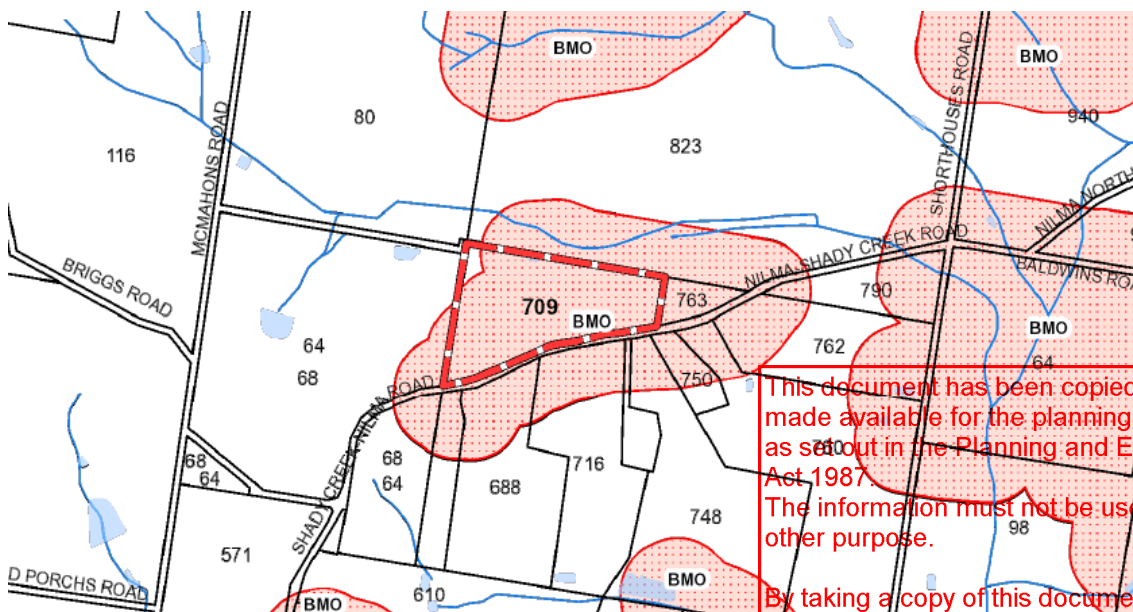 BMO
BMO
SHORTHOUSES ROAD
940
80
823
116
MCMAHONS ROAD
NILMA NORTH
9
BRIGGS ROAD
NILMA-SHADY CREEK ROAD
BALDWINS ROA
790
763
709
BMO
BMO
64
68
762
64
750
SHADY CREEK-NILMA ROAD
This document has been copied
made available for the planning
as set out in the Planning and E
Act 1987.
The information must not be use
other purpose.
By taking a copy of this docume
68
64
68
64
716
688
748
98
571
D PORCHS ROAD
610
BMO
BMO